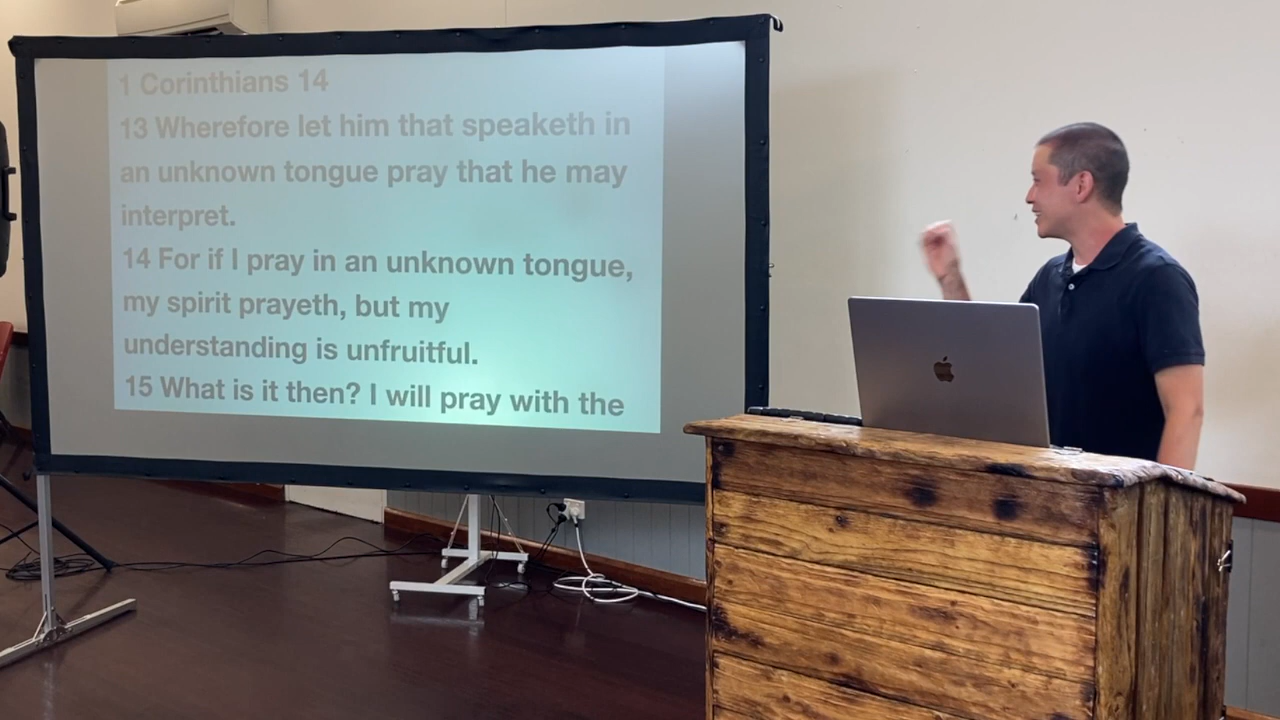 1 Corinthians 14
13 Wherefore let him that speaketh in
an unknown tongue pray that he may
interpret.
14 For if I pray in an unknown tongue,
my spirit prayeth, but my
understanding is unfruitful.
15 What is it then? I will pray with the